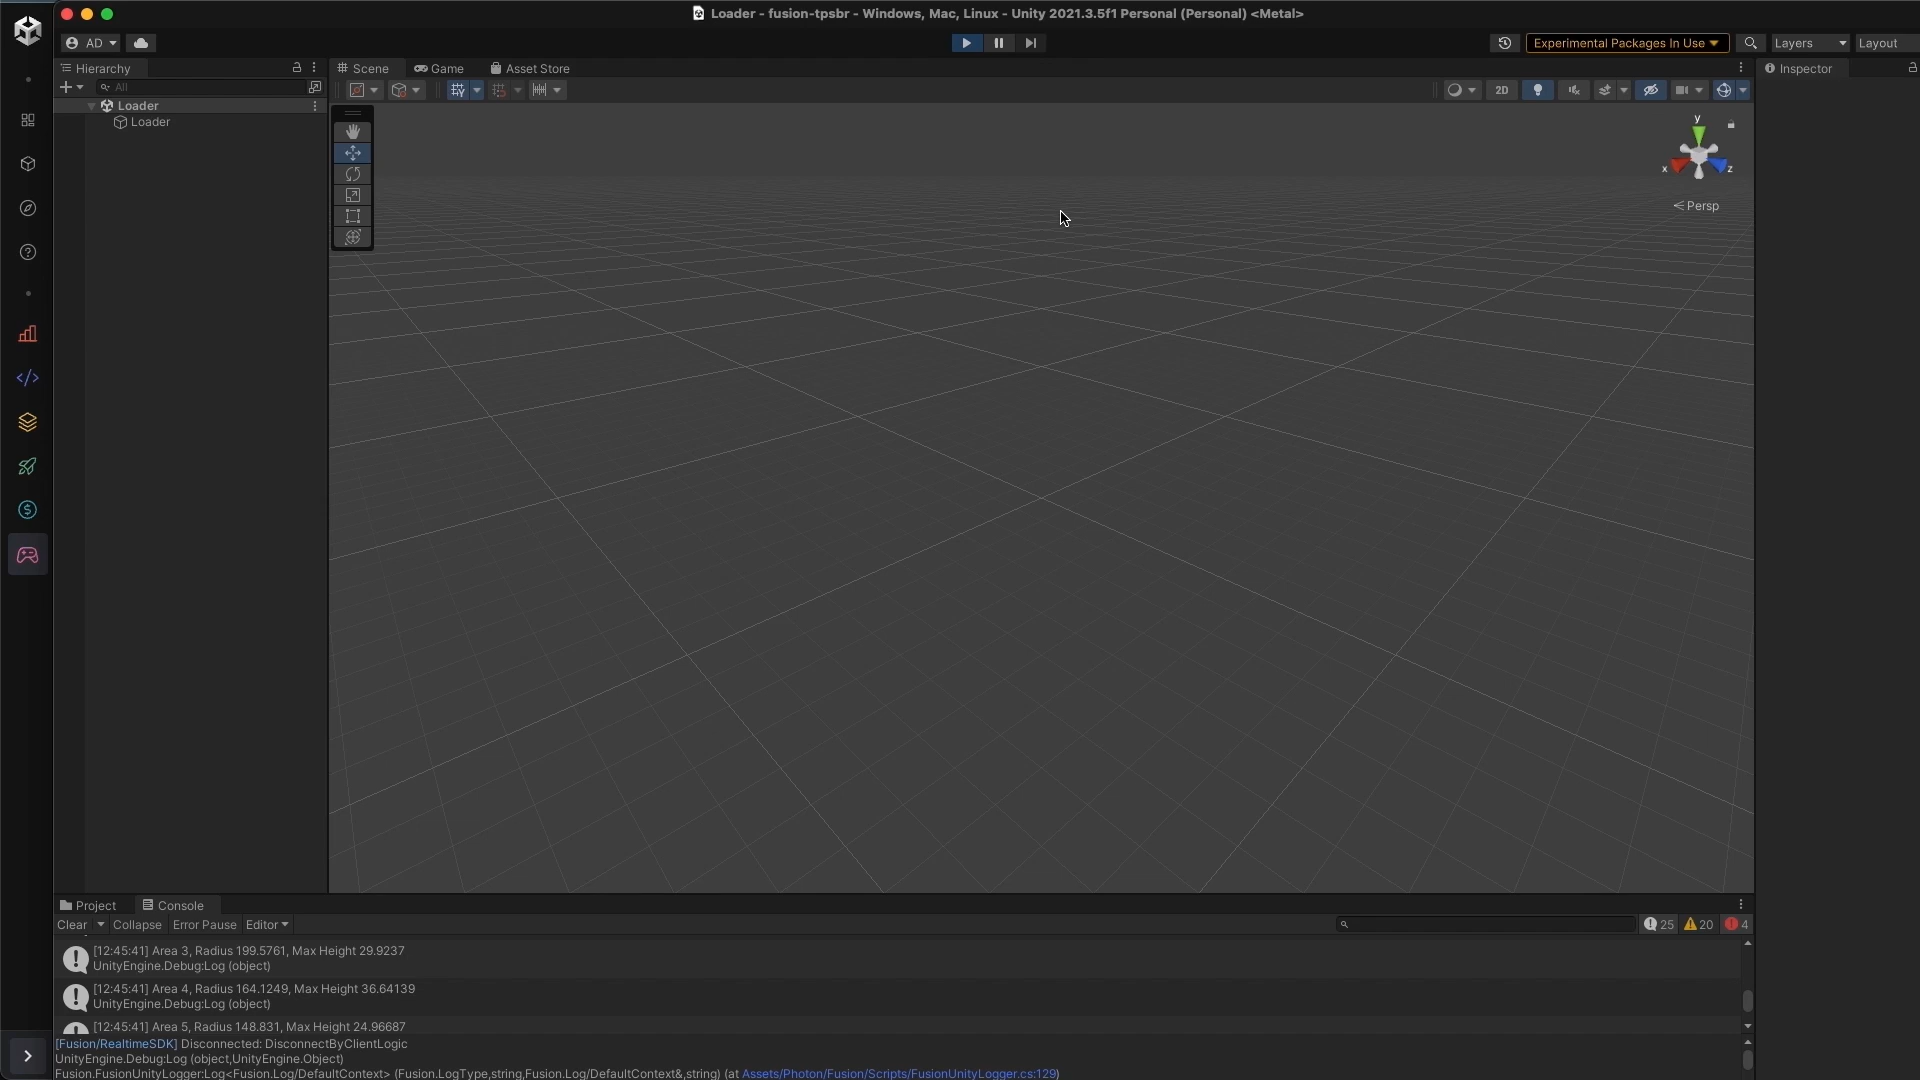 Loader - fusion-tpsbr - Windows, Mac, Linux - Unity 2021.3.5f1 Personal (Personal) <Metal>
AD
Experimental Packages In Use
Layers
Layout
Hierarchy
Scene
Game
Asset Store
Inspector
All
2D
Loader
Loader
y
x
z
Persp
Project
Console
Clear
Collapse
Error Pause
Editor
25
20
4
[12:45:41] Area 3, Radius 199.5761, Max Height 29.9237
UnityEngine.Debug:Log (object)
[12:45:41] Area 4, Radius 164.1249, Max Height 36.64139
UnityEngine.Debug:Log (object)
[12:45:41] Area 5, Radius 148.831, Max Height 24.96687
[Fusion/RealtimeSDK] Disconnected: DisconnectByClientLogic
UnityEngine.Debug:Log (object,UnityEngine.Object)
Fusion.FusionUnityLogger:Log<Fusion.Log/DefaultContext> (Fusion.LogType,string,Fusion.Log/DefaultContext&,string) (at Assets/Photon/Fusion/Scripts/FusionUnityLogger.cs:129)